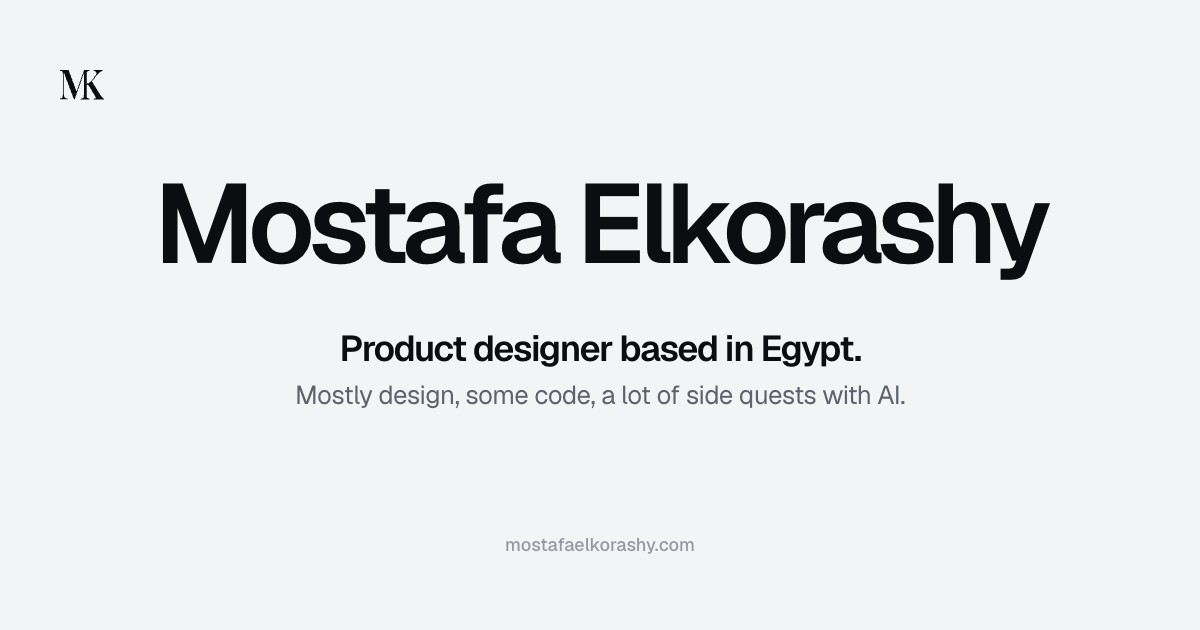 MK
Mostafa Elkorashy
Product designer based in Egypt.
Mostly design, some code, a lot of side quests with AI.
mostafaelkorashy.com